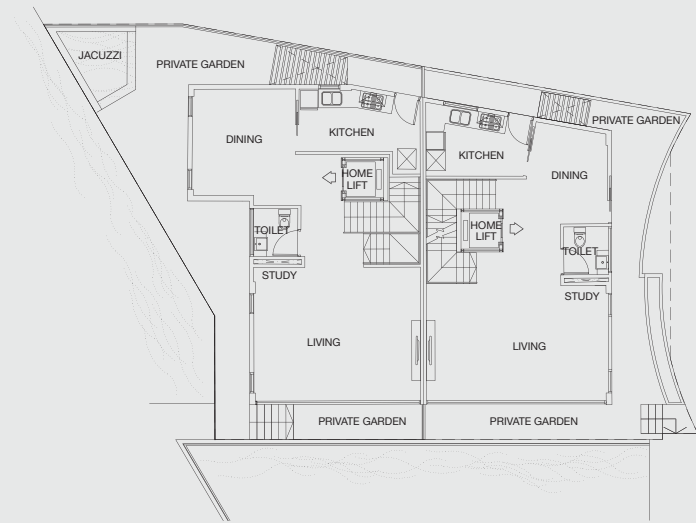 JACUZZI
PRIVATE GARDEN
DINING
KITCHEN
HOME
LIFT
TOILET
STUDY
LIVING
PRIVATE GARDEN
PRIVATE GARDEN
KITCHEN
DINING
HOME
LIFT
TOILET
STUDY
LIVING
PRIVATE GARDEN